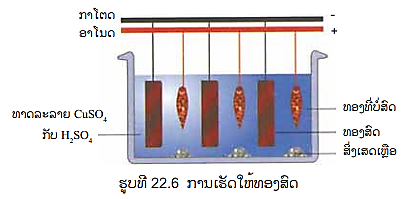 ກາໂຕດ -
ອາໂນດ +
ທາດລະລາຍ CuSO₄
ກັບ H₂SO₄
ທອງທີ່ບໍ່ສົດ
ທອງສົດ
ສິ່ງເສດເຫຼືອ
ຮູບທີ 22.6 ການເຮັດໃຫ້ທອງສົດ